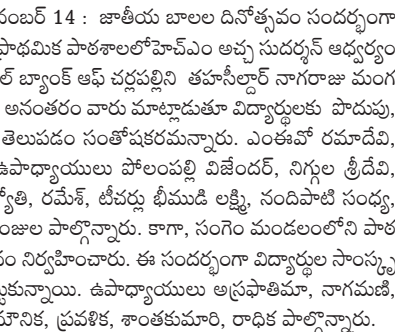 నంబర్ 14 : జాతీయ బాలల దినోత్సవం సందర్భంగా
ప్రాథమిక పాఠశాలలోహెచ్ఎం అచ్చ సుదర్శన్ ఆధ్వర్యం
ల్ బ్యాంక్ ఆఫ్ చర్లపల్లిని తహసీల్దార్ నాగరాజు మంగ
అనంతరం వారు మాట్లాడుతూ విద్యార్థులకు పొదుపు,
తెలుపడం సంతోషకరమన్నారు. ఎంఈవో రమాదేవి,
ఉపాధ్యాయులు పోలంపల్లి విజేందర్, నిగ్గుల శ్రీదేవి,
్యోతి, రమేశ్, టీచర్లు భీముడి లక్ష్మి, నందిపాటి సంధ్య,
ంజుల పాల్గొన్నారు. కాగా, సంగెం మండలంలోని పాఠ
ం నిర్వహించారు. ఈ సందర్భంగా విద్యార్థుల సాంస్కృ
ట్టుకున్నాయి. ఉపాధ్యాయులు అస్రఫాతిమా, నాగమణి,
మౌనిక, ప్రవళిక, శాంతకుమారి, రాధిక పాల్గొన్నారు.